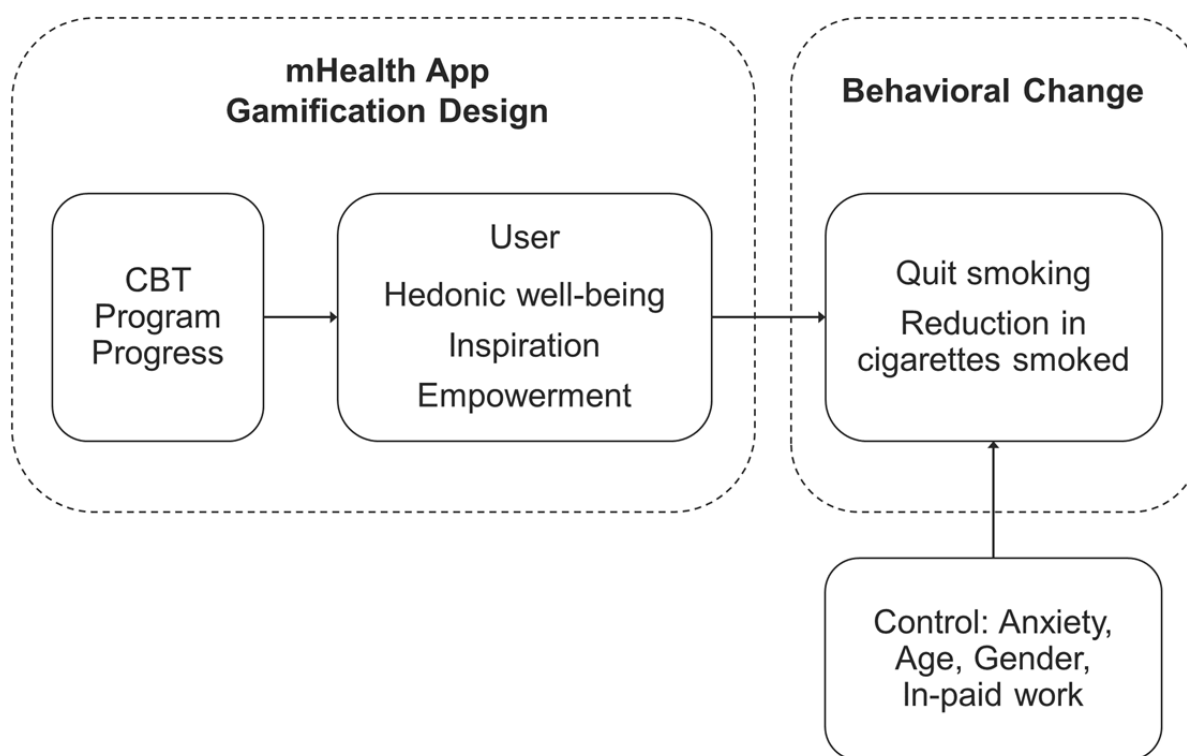 mHealth App
Gamification Design
Behavioral Change
CBT
Program
Progress
User
Hedonic well-being
Inspiration
Empowerment
Quit smoking
Reduction in
cigarettes smoked
Control: Anxiety,
Age, Gender,
In-paid work